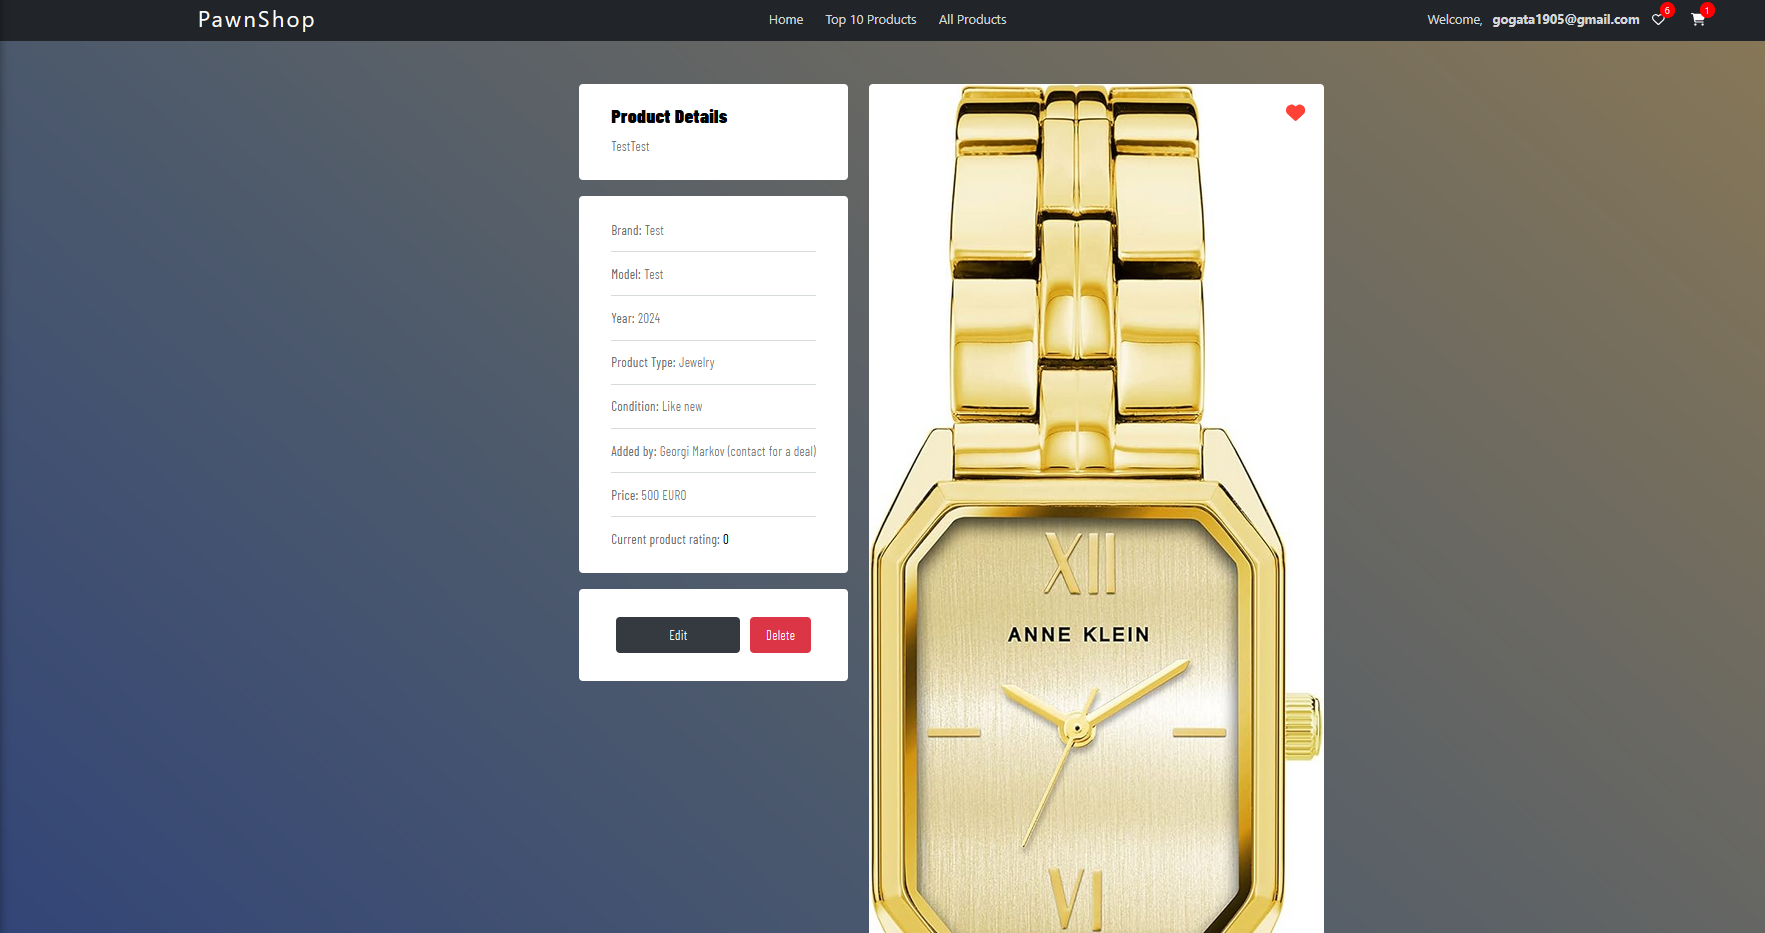 PawnShop
Home Top 10 Products All Products
Welcome, gogata1905@gmail.com 6 1
Product Details
TestTest
Brand: Test
Model: Test
Year: 2024
Product Type: Jewelry
Condition: Like new
Added by: Georgi Markov (contact for a deal)
Price: 500 EURO
Current product rating: 0
Edit Delete
XII
ANNE KLEIN
VI